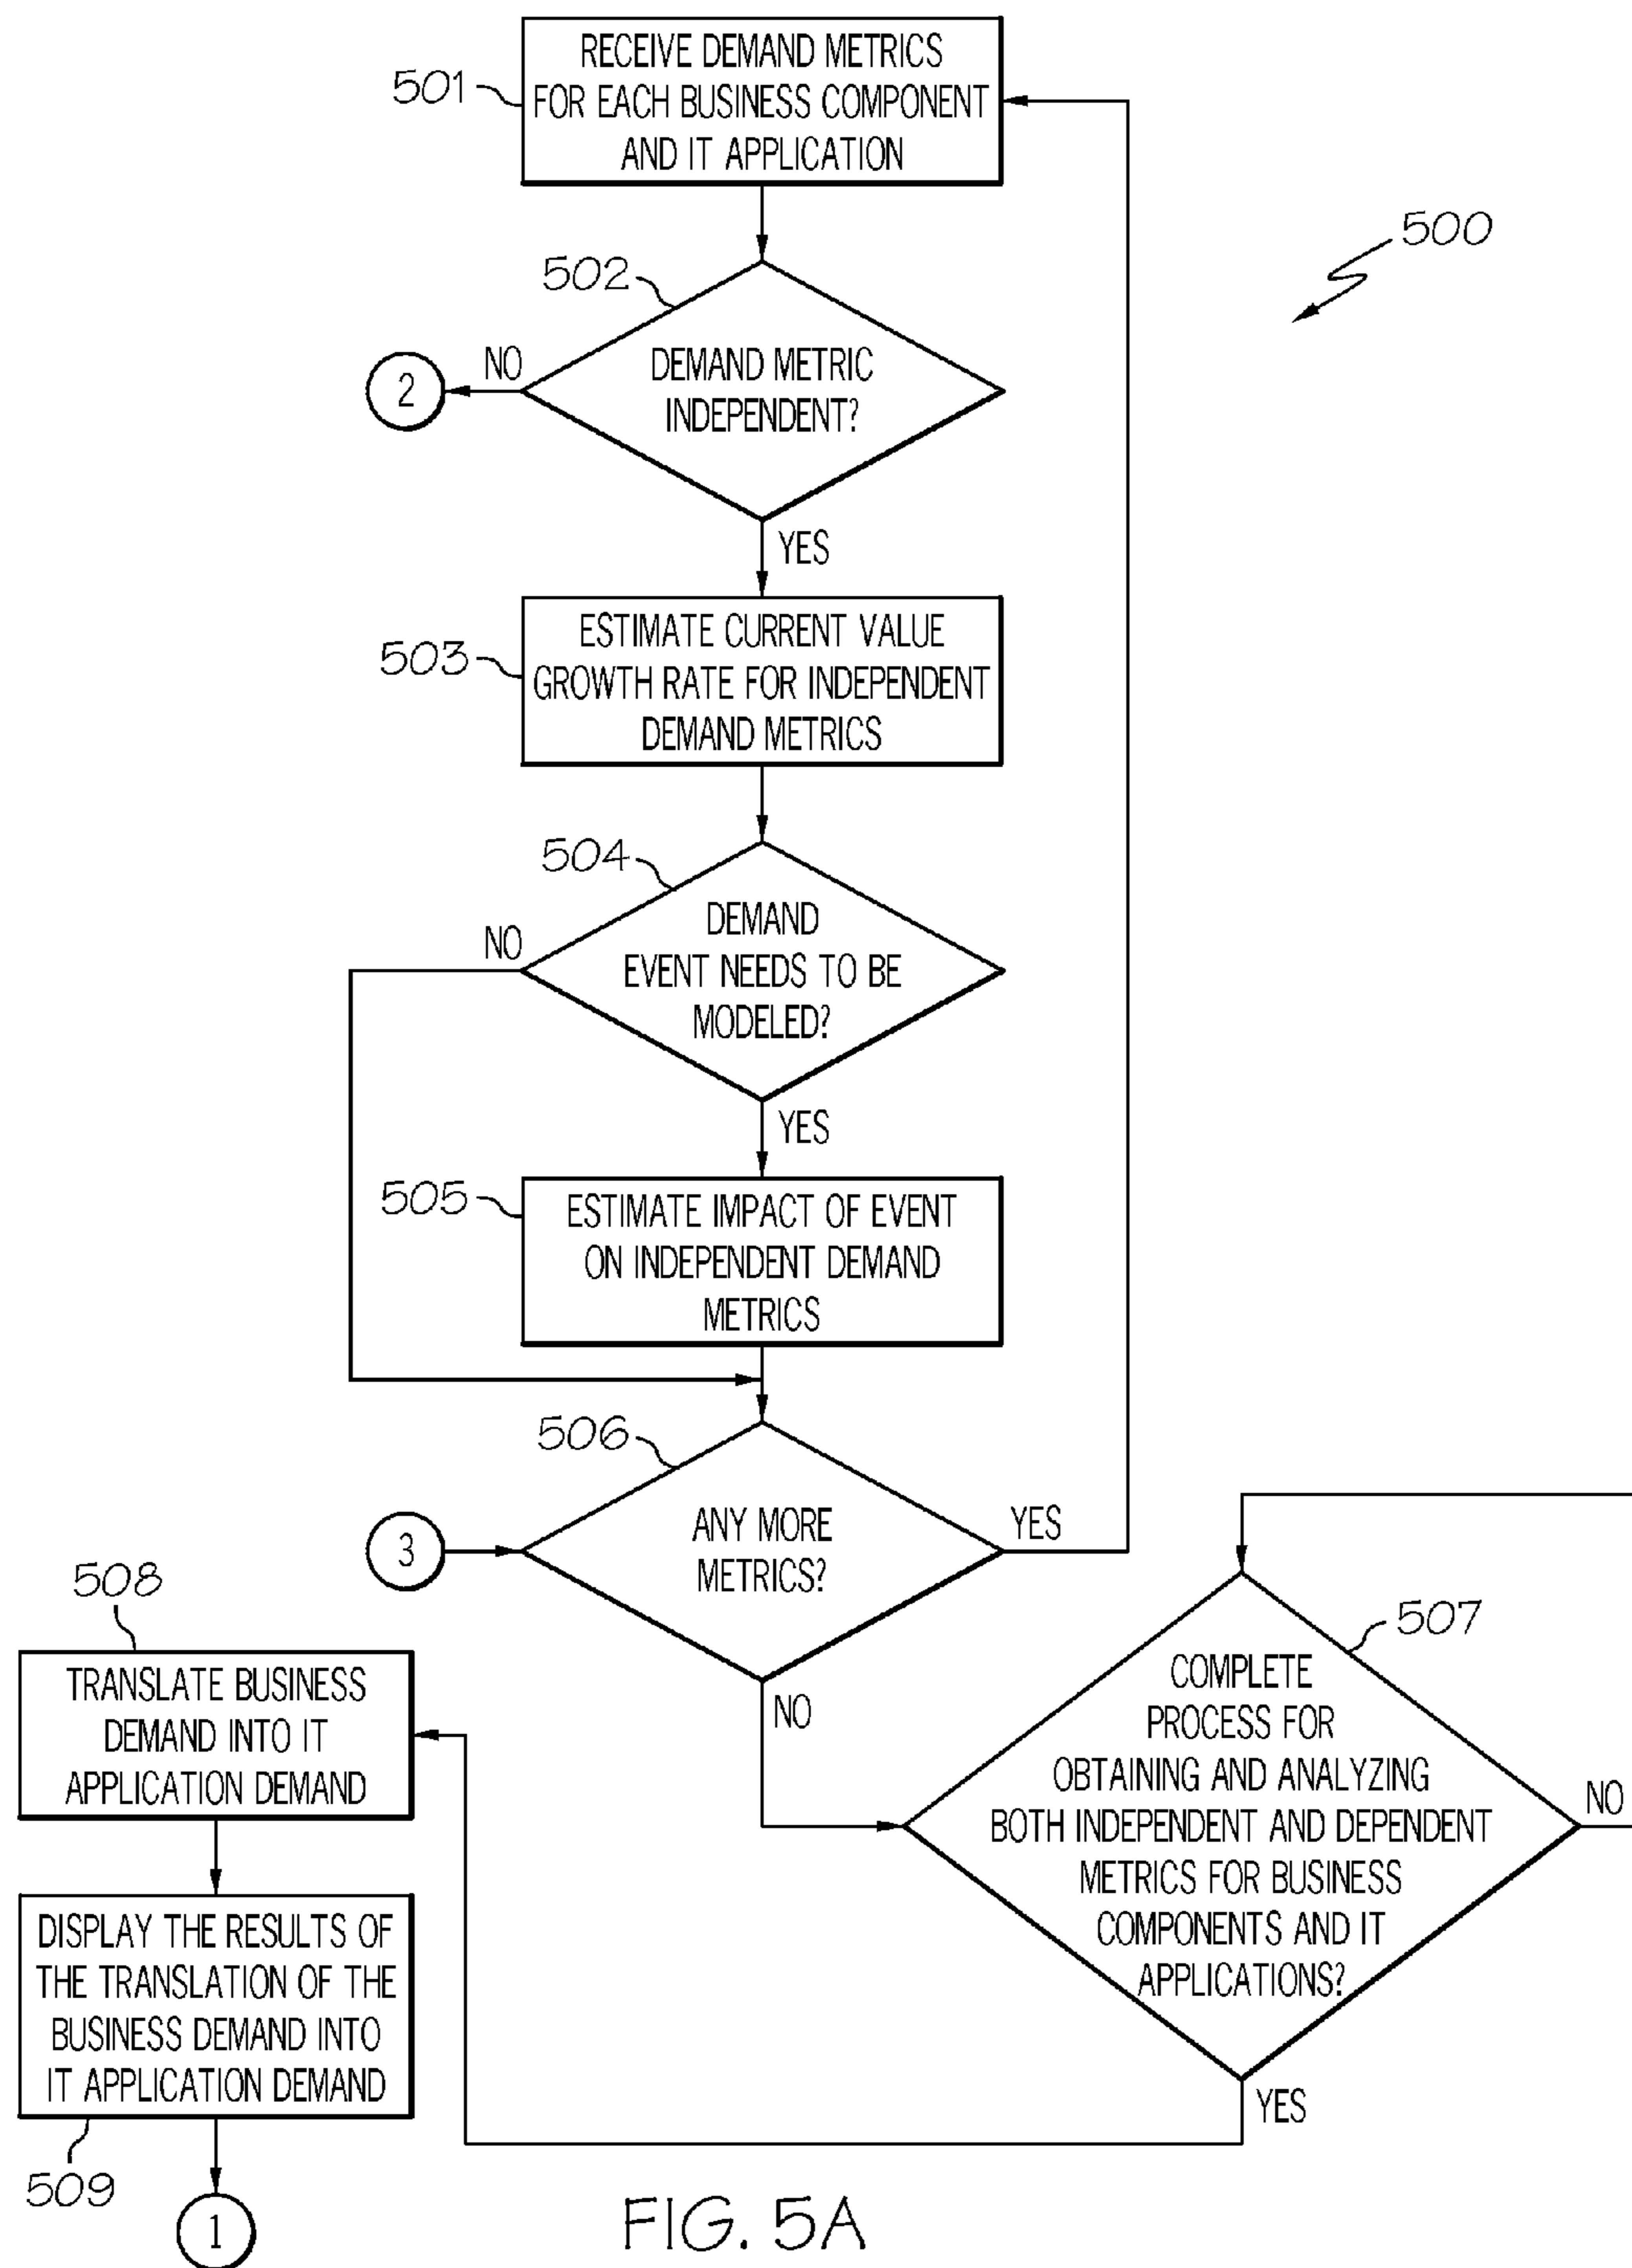 RECEIVE DEMAND METRICS
FOR EACH BUSINESS COMPONENT
AND IT APPLICATION
501
500
502
DEMAND METRIC
INDEPENDENT?
NO
2
YES
ESTIMATE CURRENT VALUE
GROWTH RATE FOR INDEPENDENT
DEMAND METRICS
503
504
DEMAND
EVENT NEEDS TO BE
MODELED?
NO
YES
505
ESTIMATE IMPACT OF EVENT
ON INDEPENDENT DEMAND
METRICS
506
3
ANY MORE
METRICS?
YES
NO
507
COMPLETE
PROCESS FOR
OBTAINING AND ANALYZING
BOTH INDEPENDENT AND DEPENDENT
METRICS FOR BUSINESS
COMPONENTS AND IT
APPLICATIONS?
NO
YES
508
TRANSLATE BUSINESS
DEMAND INTO IT
APPLICATION DEMAND
DISPLAY THE RESULTS OF
THE TRANSLATION OF THE
BUSINESS DEMAND INTO
IT APPLICATION DEMAND
509
1
FIG. 5A